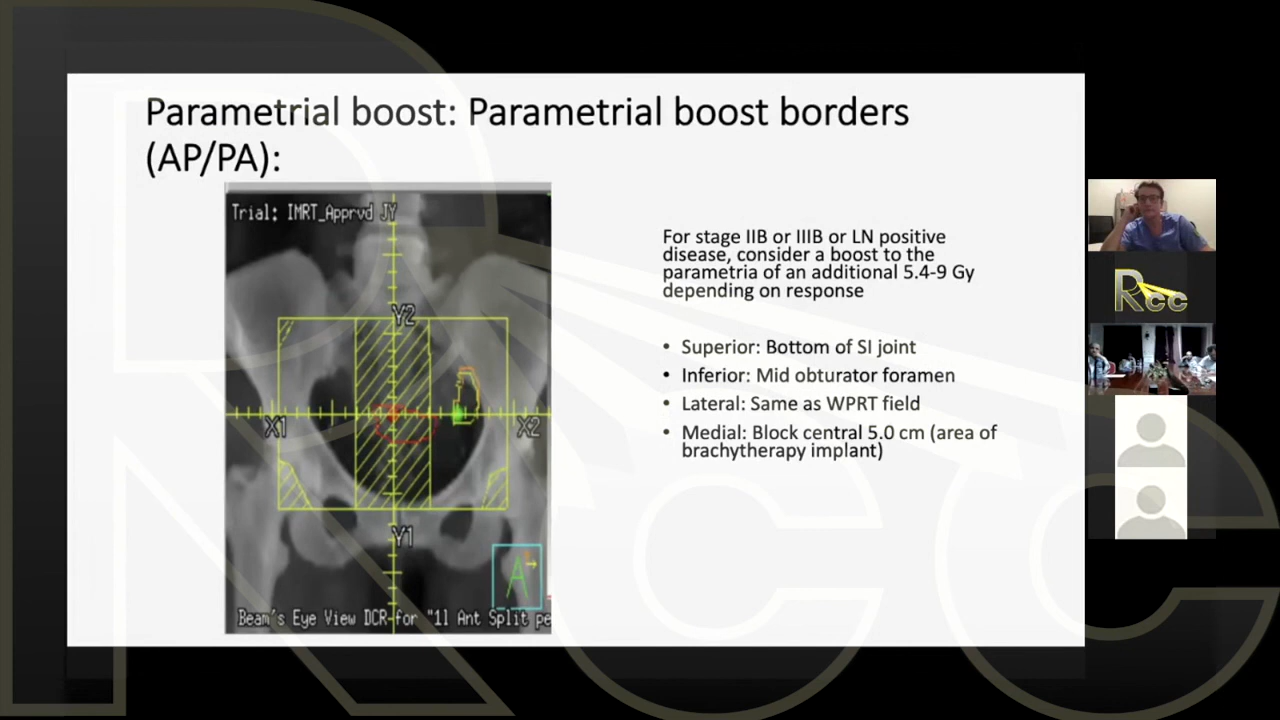 Parametrial boost: Parametrial boost borders
(AP/PA):
Trial: IMRT_Apprvd JY
Y2
X1
X2
Y1
A
Beam's Eye View DCR for "11 Ant Split pe
For stage IIB or IIIB or LN positive
disease, consider a boost to the
parametria of an additional 5.4-9 Gy
depending on response
• Superior: Bottom of SI joint
• Inferior: Mid obturator foramen
• Lateral: Same as WPRT field
• Medial: Block central 5.0 cm (area of
brachytherapy implant)
Rcc